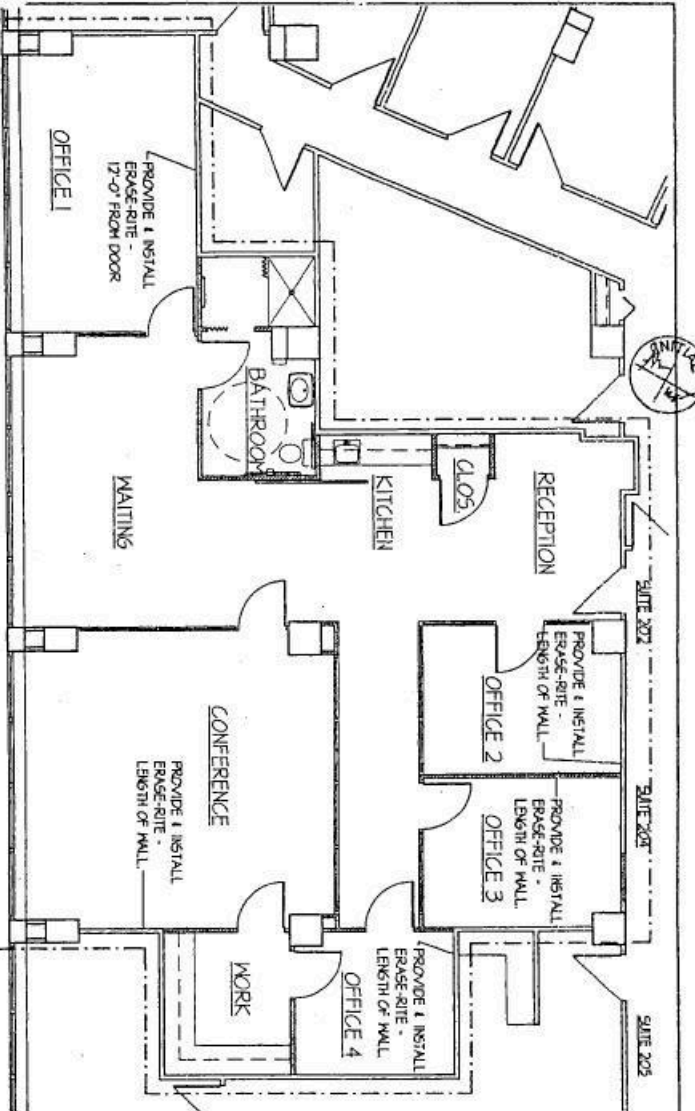 OFFICE 1
PROVIDE & INSTALL
ERASE-RITE -
12'-0" FROM DOOR
BATHROOM
WAITING
KITCHEN
CLOS.
RECEPTION
SUITE 202
PROVIDE & INSTALL
ERASE-RITE -
LENGTH OF WALL.
OFFICE 2
SUITE 204
PROVIDE & INSTALL
ERASE-RITE -
LENGTH OF WALL.
OFFICE 3
CONFERENCE
PROVIDE & INSTALL
ERASE-RITE -
LENGTH OF WALL.
WORK
OFFICE 4
PROVIDE & INSTALL
ERASE-RITE -
LENGTH OF WALL.
SUITE 205